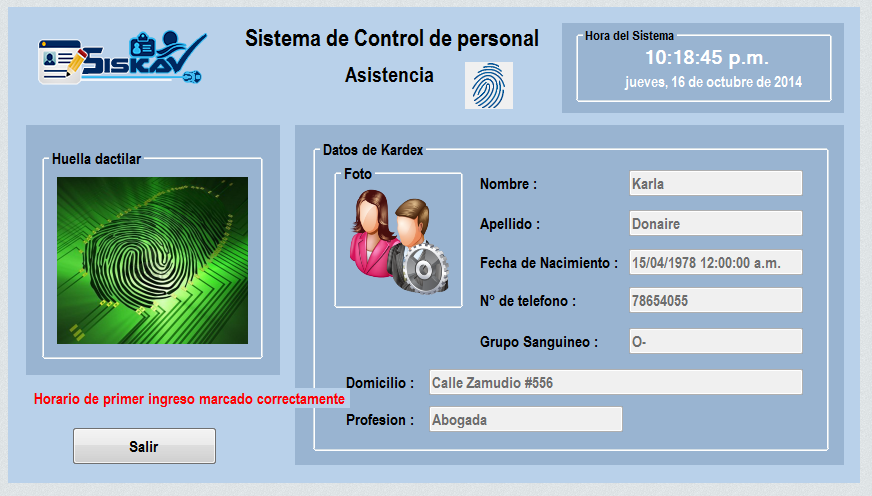 SISKAV
Sistema de Control de personal
Asistencia
Hora del Sistema
10:18:45 p.m.
jueves, 16 de octubre de 2014
Huella dactilar
Datos de Kardex
Foto
Nombre : Karla
Apellido : Donaire
Fecha de Nacimiento : 15/04/1978 12:00:00 a.m.
Nº de telefono : 78654055
Grupo Sanguineo : O-
Domicilio : Calle Zamudio #556
Profesion : Abogada
Horario de primer ingreso marcado correctamente
Salir